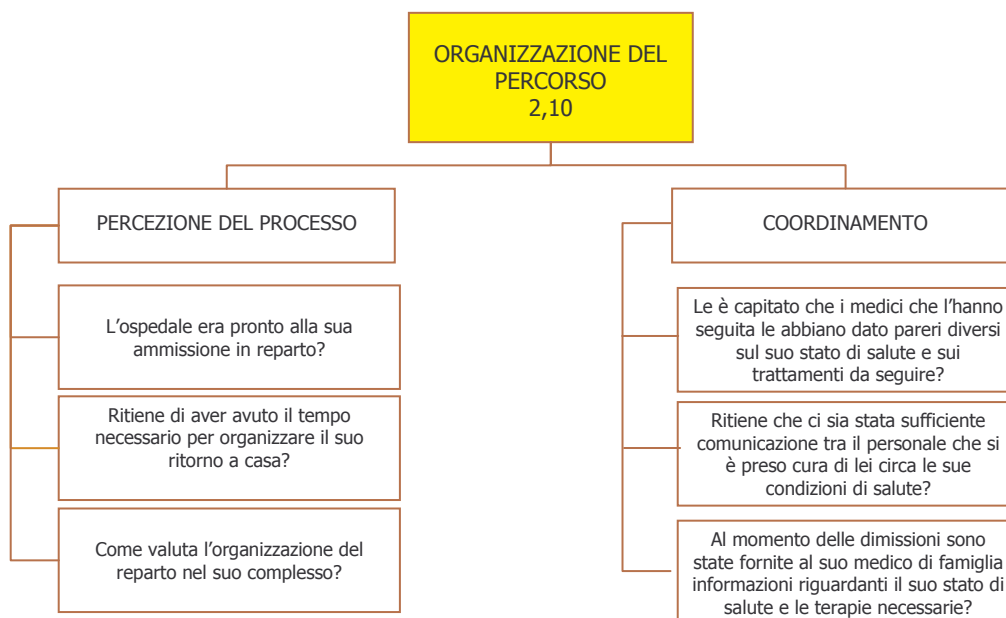 ORGANIZZAZIONE DEL
PERCORSO
2,10
PERCEZIONE DEL PROCESSO
L’ospedale era pronto alla sua
ammissione in reparto?
Ritiene di aver avuto il tempo
necessario per organizzare il suo
ritorno a casa?
Come valuta l’organizzazione del
reparto nel suo complesso?
COORDINAMENTO
Le è capitato che i medici che l’hanno
seguita le abbiano dato pareri diversi
sul suo stato di salute e sui
trattamenti da seguire?
Ritiene che ci sia stata sufficiente
comunicazione tra il personale che si
è preso cura di lei circa le sue
condizioni di salute?
Al momento delle dimissioni sono
state fornite al suo medico di famiglia
informazioni riguardanti il suo stato di
salute e le terapie necessarie?